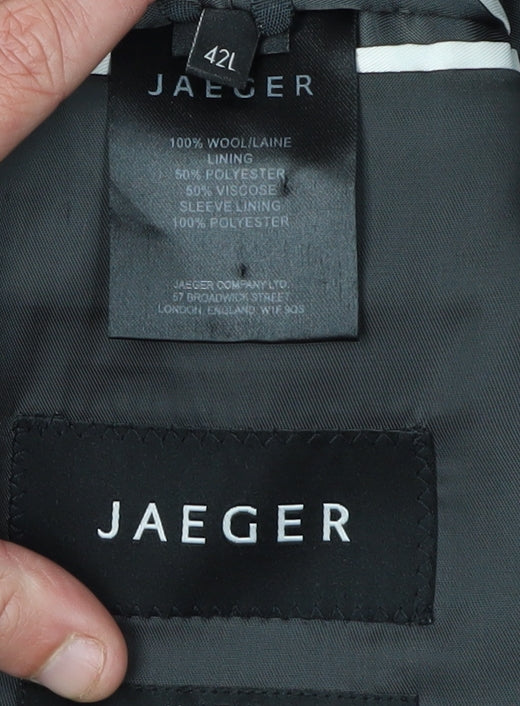 42L
JAEGER
100% WOOL/LAINE
LINING
50% POLYESTER
50% VISCOSE
SLEEVE LINING
100% POLYESTER
JAEGER COMPANY LTD.
57 BROADWICK STREET
LONDON, ENGLAND W1F 9QS
JAEGER